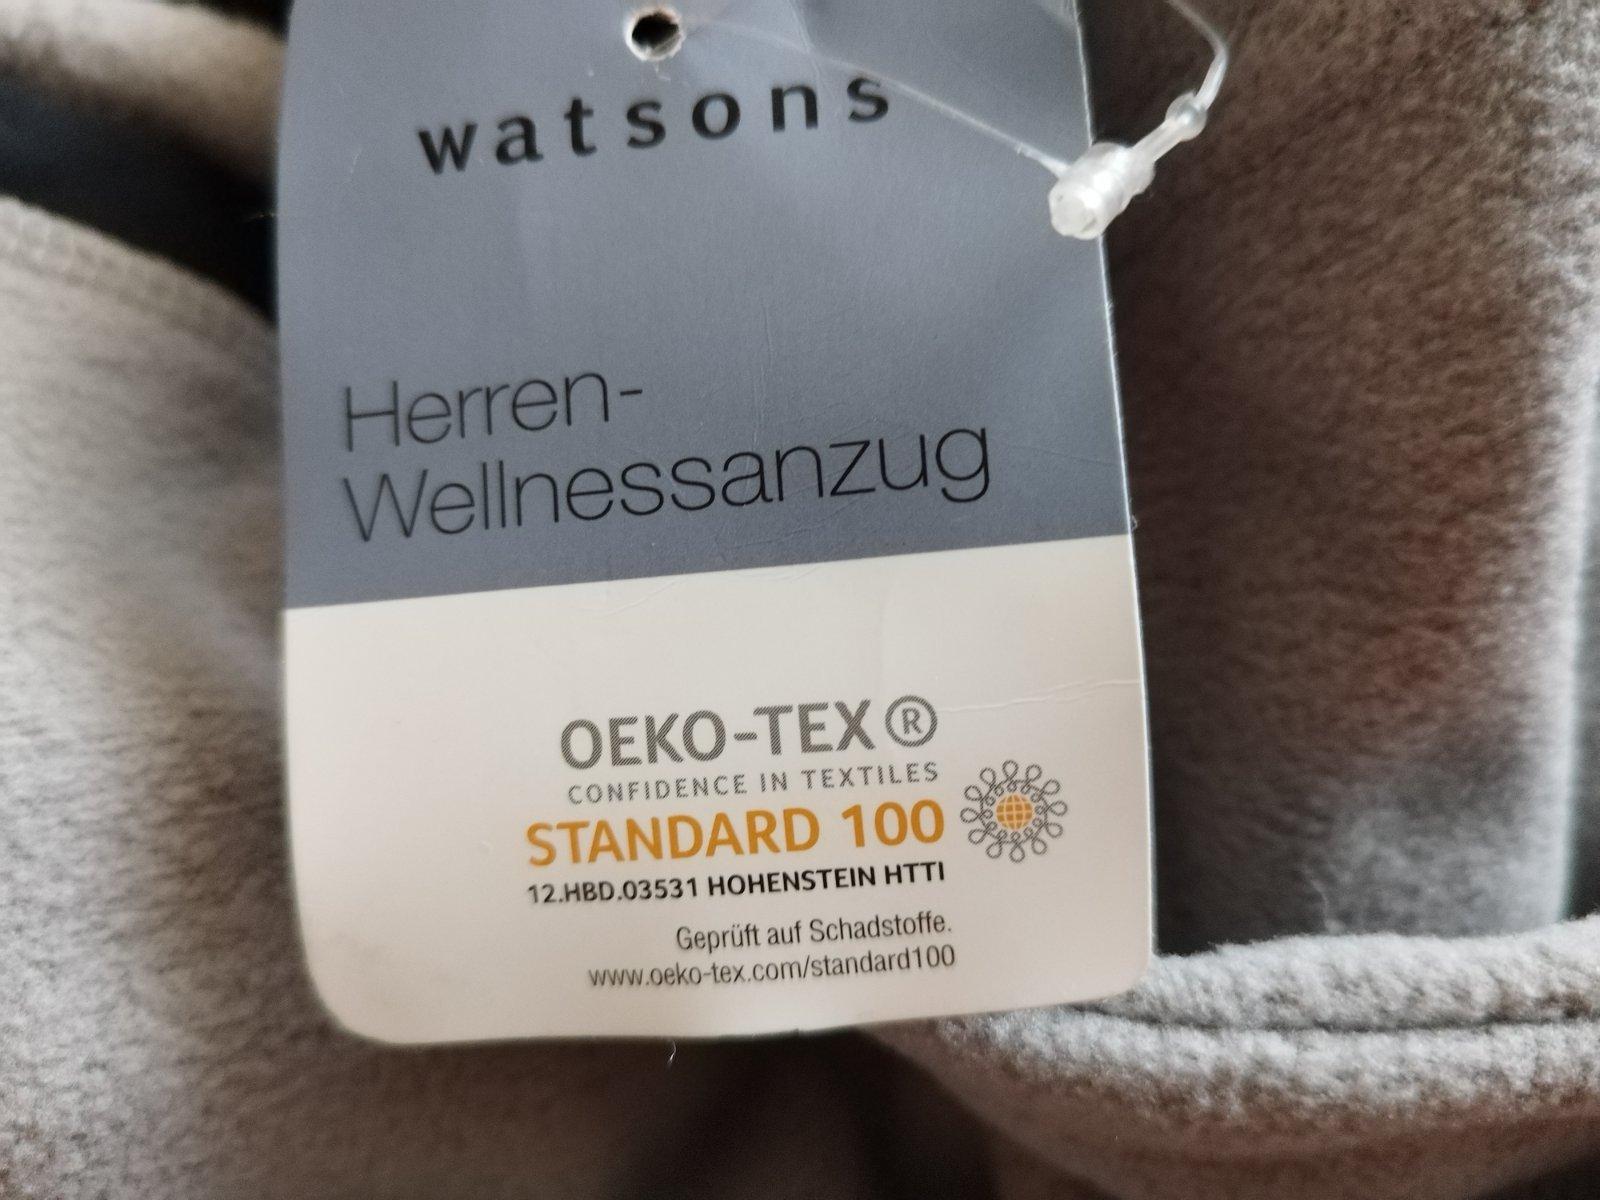 watsons
Herren-
Wellnessanzug
OEKO-TEX®
CONFIDENCE IN TEXTILES
STANDARD 100
12.HBD.03531 HOHENSTEIN HTTI
Geprüft auf Schadstoffe.
www.oeko-tex.com/standard100